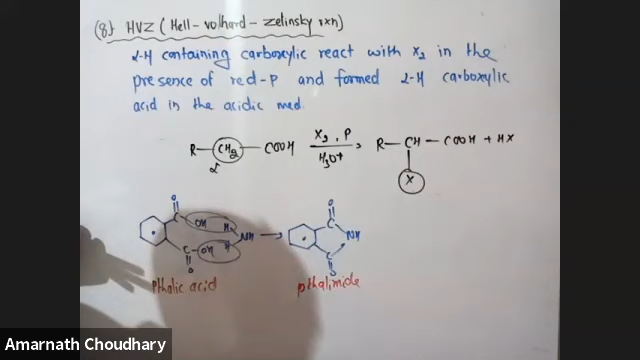 (8) HVZ (Hell-volhard-zelinsky rxn)
α-H containing carboxylic react with X2 in the
presence of red-P and formed α-H carboxylic
acid in the acidic med.
R-CH2-COOH X2, P H3O+ R-CH-COOH + HX
α X
O O
C OH H C
NH NH
C OH H C
O O
Pthalic acid pthalimide
Amarnath Choudhary